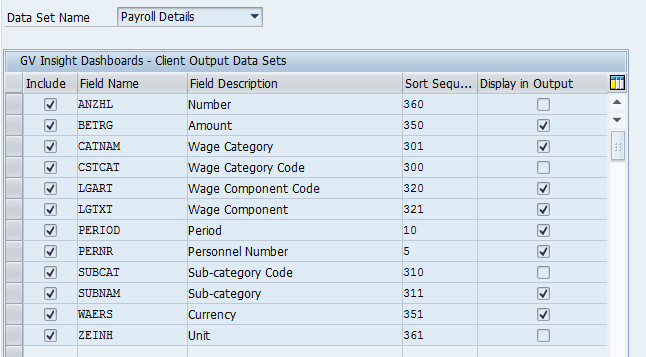 Data Set Name Payroll Details
GV Insight Dashboards - Client Output Data Sets
Include Field Name Field Description Sort Sequ... Display in Output
ANZHL Number 360
BETRG Amount 350
CATNAM Wage Category 301
CSTCAT Wage Category Code 300
LGART Wage Component Code 320
LGTXT Wage Component 321
PERIOD Period 10
PERNR Personnel Number 5
SUBCAT Sub-category Code 310
SUBNAM Sub-category 311
WAERS Currency 351
ZEINH Unit 361